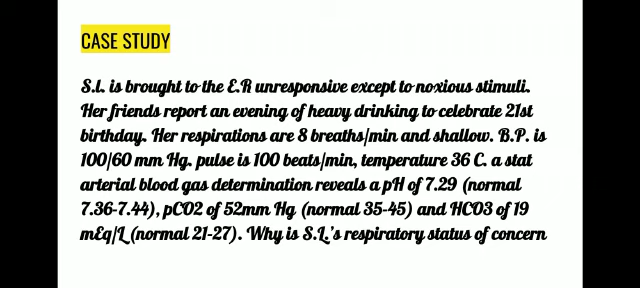 CASE STUDY
S.l. is brought to the E.R unresponsive except to noxious stimuli.
Her friends report an evening of heavy drinking to celebrate 21st
birthday. Her respirations are 8 breaths/min and shallow. B.P. is
100/60 mm Hg. pulse is 100 beats/min, temperature 36 C. a stat
arterial blood gas determination reveals a pH of 7.29 (normal
7.36-7.44), pCO2 of 52mm Hg (normal 35-45) and HCO3 of 19
mEq/L (normal 21-27). Why is S.L.'s respiratory status of concern